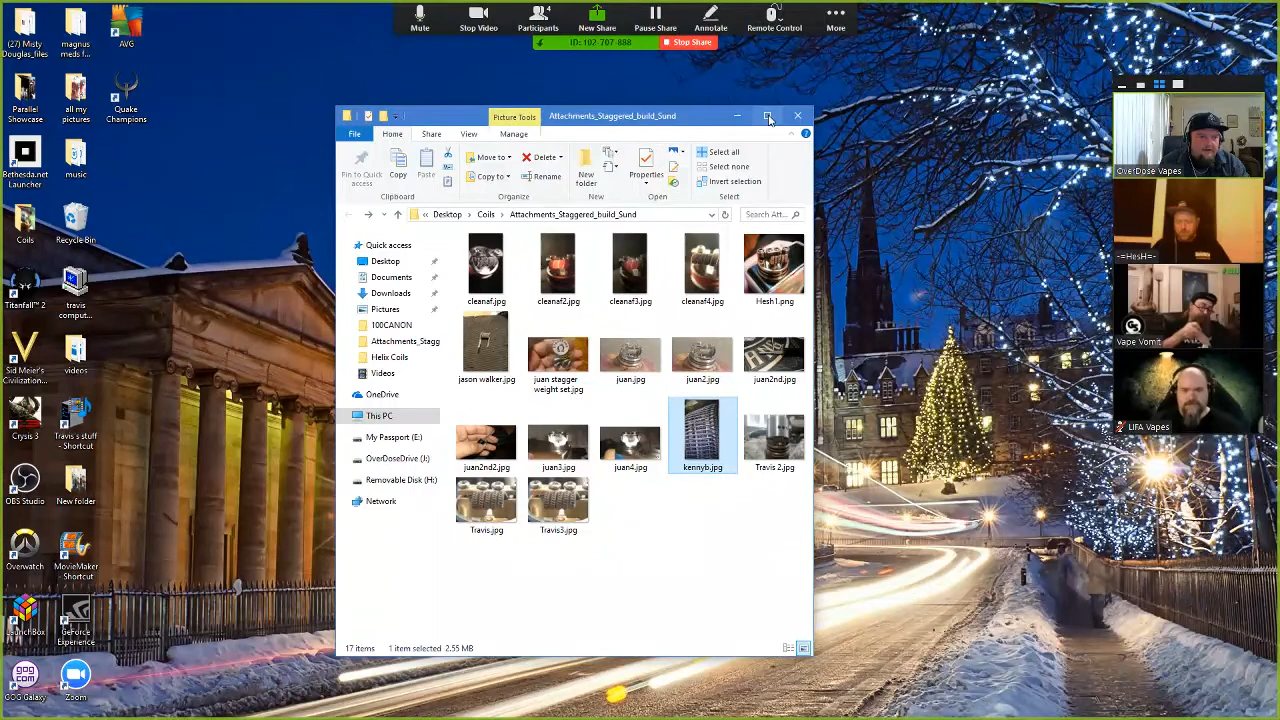 Mute
Stop Video
Participants
4
New Share
Pause Share
Annotate
Remote Control
More
ID: 102-707-888
Stop Share
(27) Misty
Douglas_files
magnus
meds f...
AVG
Parallel
Showcase
all my
pictures
Quake
Champions
Bethesda.net
Launcher
music
Coils
Recycle Bin
Titanfall™ 2
travis
comput...
Sid Meier's
Civilization...
videos
Crysis 3
Travis's stuff
- Shortcut
OBS Studio
New folder
Overwatch
MovieMaker
- Shortcut
LaunchBox
GeForce
Experience
GOG Galaxy
Zoom
Picture Tools
Attachments_Staggered_build_Sund
File
Home
Share
View
Manage
Pin to Quick
access
Copy
Paste
Clipboard
Move to
Copy to
Delete
Rename
Organize
New
folder
New
Properties
Open
Select all
Select none
Invert selection
Select
« Desktop > Coils > Attachments_Staggered_build_Sund
Search Att...
Quick access
Desktop
Documents
Downloads
Pictures
100CANON
Attachments_Stagg
Helix Coils
Videos
OneDrive
This PC
My Passport (E:)
OverDoseDrive (J:)
Removable Disk (H:)
Network
cleanaf.jpg
cleanaf2.jpg
cleanaf3.jpg
cleanaf4.jpg
Hesh1.png
jason walker.jpg
juan stagger
weight set.jpg
juan.jpg
juan2.jpg
juan2nd.jpg
juan2nd2.jpg
juan3.jpg
juan4.jpg
kennyb.jpg
Travis 2.jpg
Travis.jpg
Travis3.jpg
17 items
1 item selected 2.55 MB
OverDose Vapes
-=HesH=-
Vape Vomit
LIFA Vapes